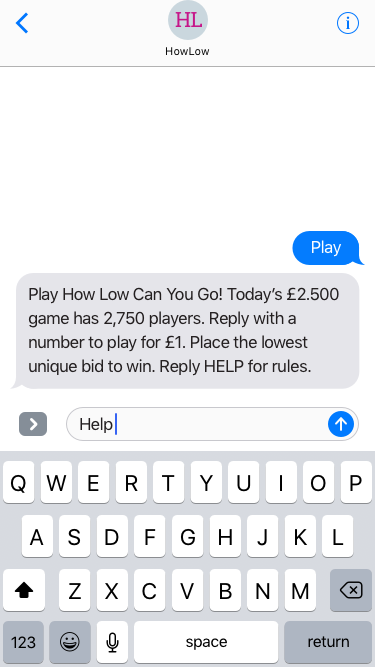 HL
HowLow
Play
Play How Low Can You Go! Today's £2.500
game has 2,750 players. Reply with a
number to play for £1. Place the lowest
unique bid to win. Reply HELP for rules.
Help
Q W E R T Y U I O P
A S D F G H J K L
Z X C V B N M
123 space return